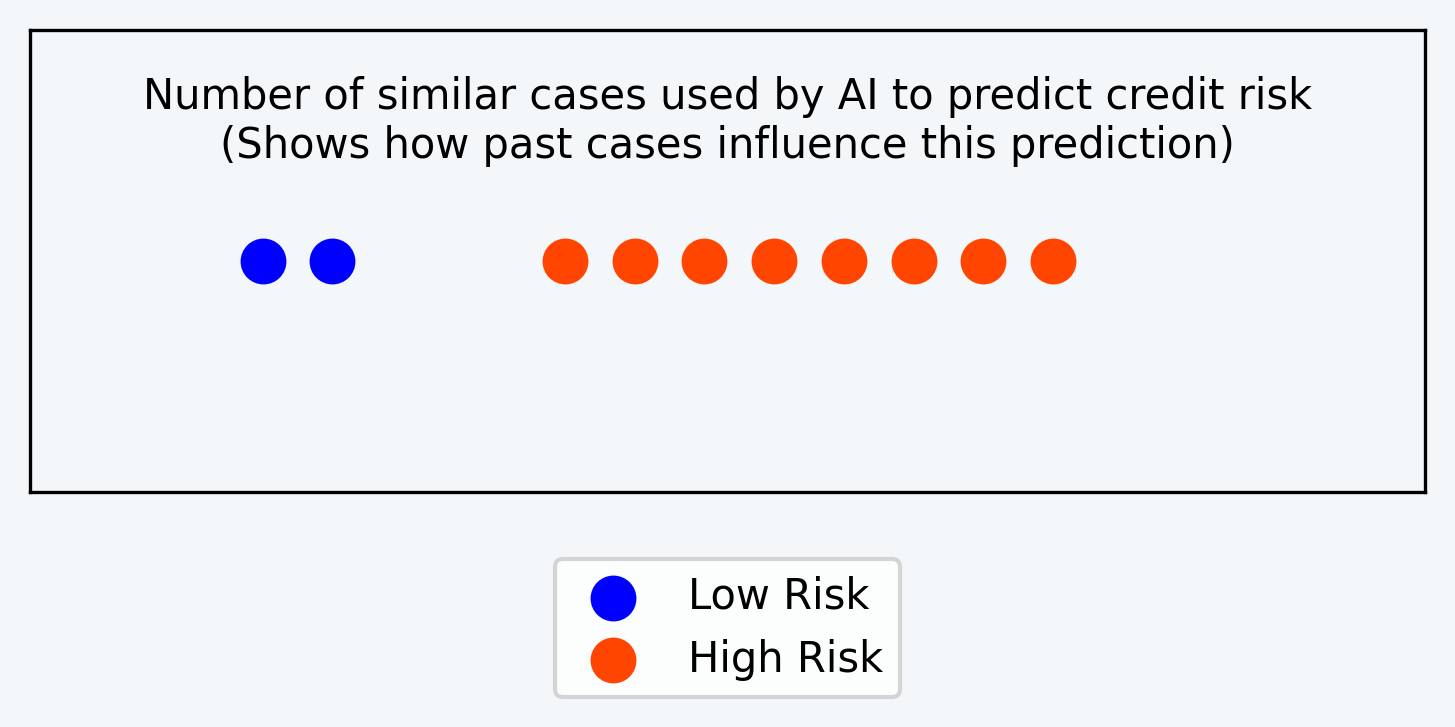 Number of similar cases used by AI to predict credit risk
(Shows how past cases influence this prediction)
Low Risk
High Risk